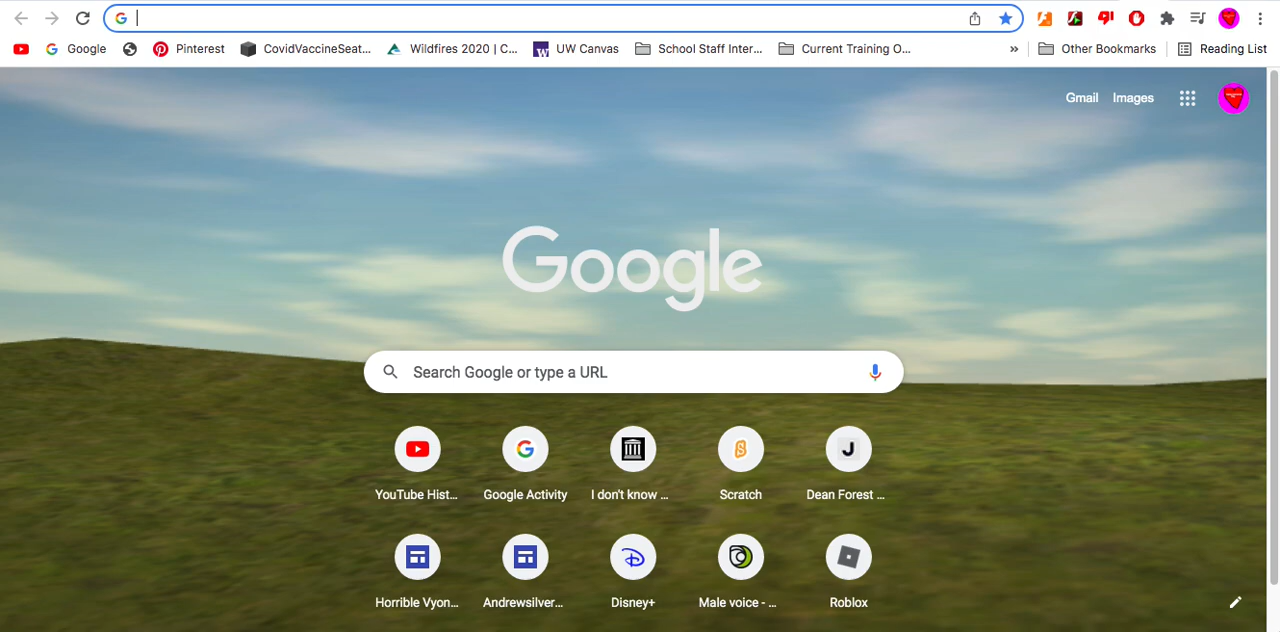 Google
Pinterest
CovidVaccineSeat...
Wildfires 2020 | C...
UW Canvas
School Staff Inter...
Current Training O...
»
Other Bookmarks
Reading List
Gmail
Images
Google
Search Google or type a URL
YouTube Hist...
Google Activity
I don't know ...
Scratch
Dean Forest ...
Horrible Vyon...
Andrewsilver...
Disney+
Male voice - ...
Roblox